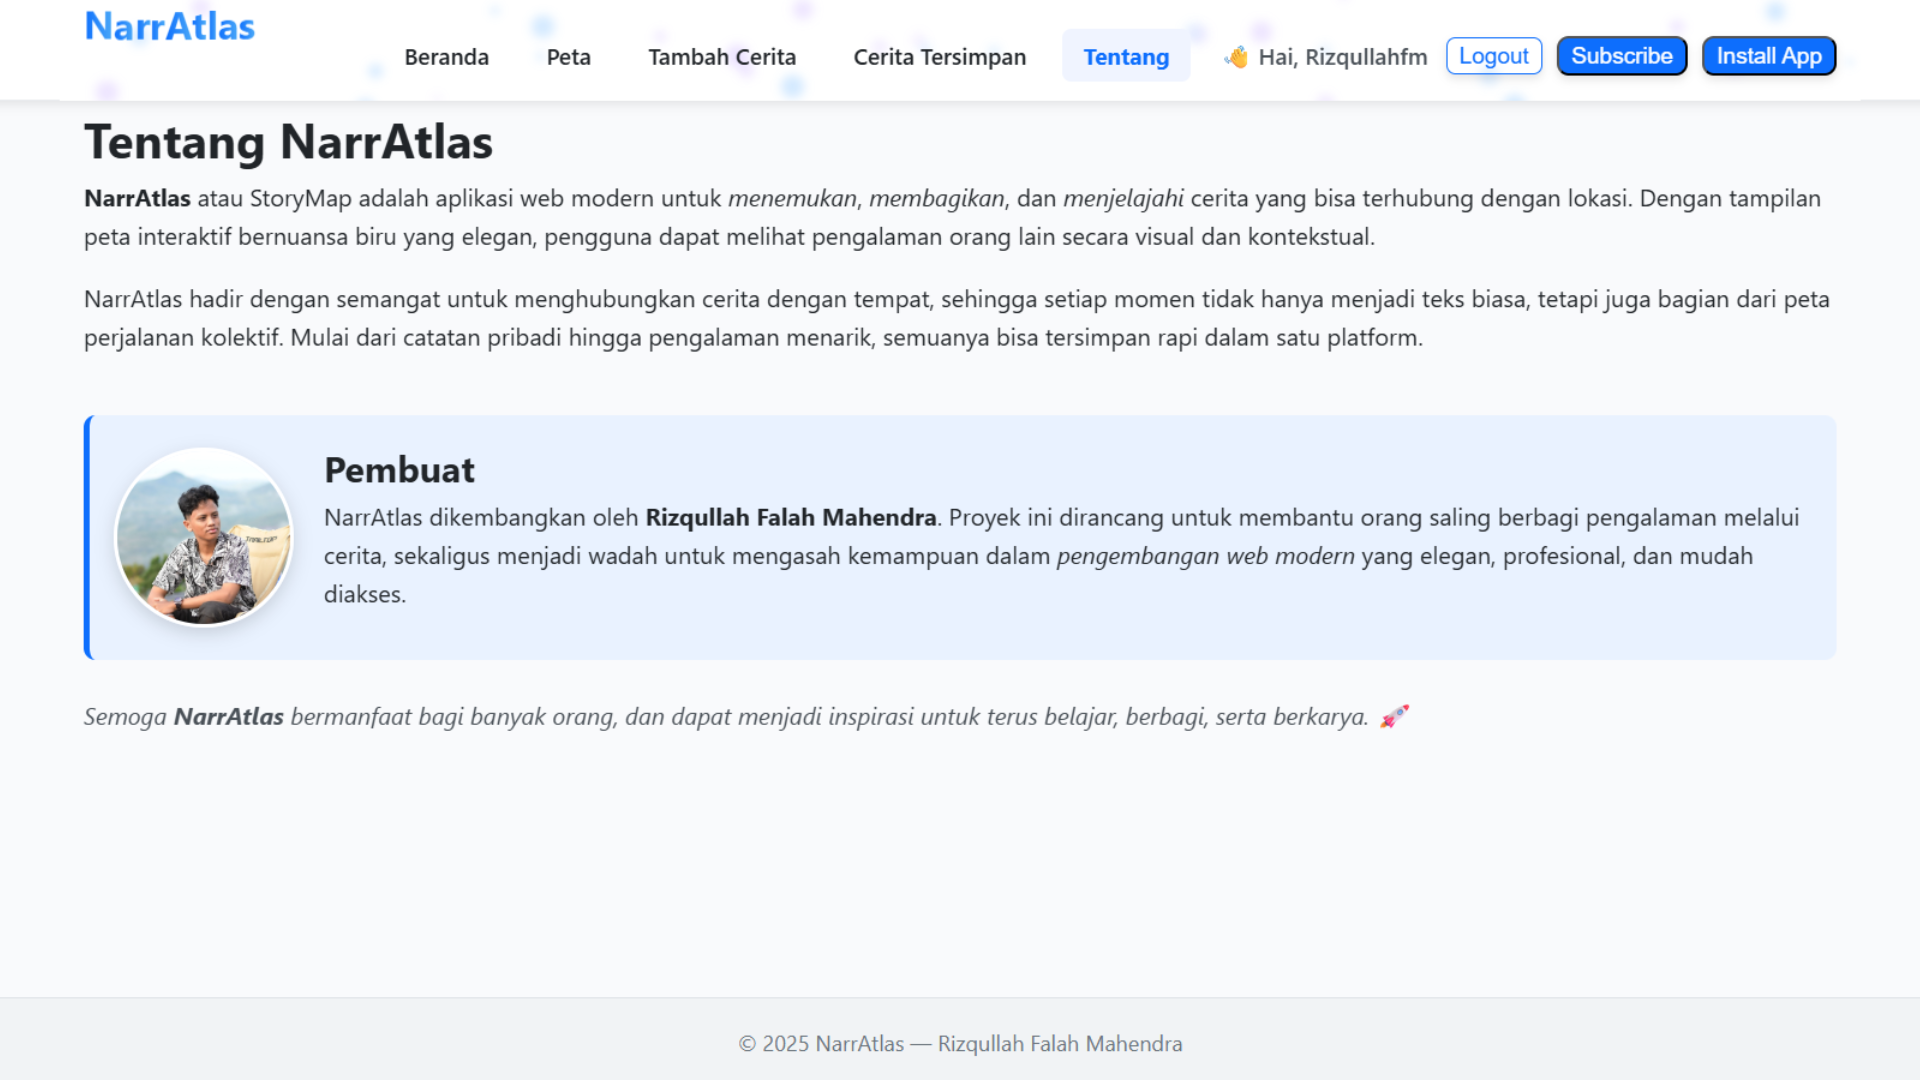 NarrAtlas
Beranda
Peta
Tambah Cerita
Cerita Tersimpan
Tentang
👋 Hai, Rizqullahfm
Logout
Subscribe
Install App
Tentang NarrAtlas
NarrAtlas atau StoryMap adalah aplikasi web modern untuk menemukan, membagikan, dan menjelajahi cerita yang bisa terhubung dengan lokasi. Dengan tampilan
peta interaktif bernuansa biru yang elegan, pengguna dapat melihat pengalaman orang lain secara visual dan kontekstual.
NarrAtlas hadir dengan semangat untuk menghubungkan cerita dengan tempat, sehingga setiap momen tidak hanya menjadi teks biasa, tetapi juga bagian dari peta
perjalanan kolektif. Mulai dari catatan pribadi hingga pengalaman menarik, semuanya bisa tersimpan rapi dalam satu platform.
Pembuat
NarrAtlas dikembangkan oleh Rizqullah Falah Mahendra. Proyek ini dirancang untuk membantu orang saling berbagi pengalaman melalui
cerita, sekaligus menjadi wadah untuk mengasah kemampuan dalam pengembangan web modern yang elegan, profesional, dan mudah
diakses.
Semoga NarrAtlas bermanfaat bagi banyak orang, dan dapat menjadi inspirasi untuk terus belajar, berbagi, serta berkarya. 🚀
© 2025 NarrAtlas — Rizqullah Falah Mahendra